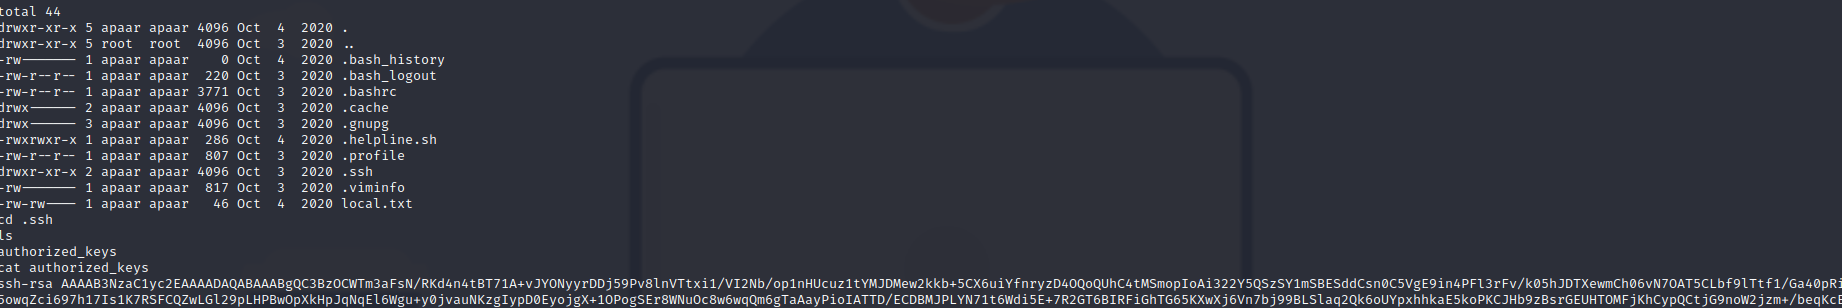 total 44
drwxr-xr-x 5 apaar apaar 4096 Oct  4  2020 .
drwxr-xr-x 5 root  root  4096 Oct  3  2020 ..
-rw------- 1 apaar apaar    0 Oct  4  2020 .bash_history
-rw-r--r-- 1 apaar apaar  220 Oct  3  2020 .bash_logout
-rw-r--r-- 1 apaar apaar 3771 Oct  3  2020 .bashrc
drwx------ 2 apaar apaar 4096 Oct  3  2020 .cache
drwx------ 3 apaar apaar 4096 Oct  3  2020 .gnupg
-rwxrwxr-x 1 apaar apaar  286 Oct  4  2020 .helpline.sh
-rw-r--r-- 1 apaar apaar  807 Oct  3  2020 .profile
drwxr-xr-x 2 apaar apaar 4096 Oct  3  2020 .ssh
-rw------- 1 apaar apaar  817 Oct  3  2020 .viminfo
-rw-rw---- 1 apaar apaar   46 Oct  4  2020 local.txt
cd .ssh
ls
authorized_keys
cat authorized_keys
ssh-rsa AAAAB3NzaC1yc2EAAAADAQABAAABgQC3BzOCWTm3aFsN/RKd4n4tBT71A+vJYONyyrDDj59Pv8lnVTtxi1/VI2Nb/op1nHUcuz1tYMJDMew2kkb+5CX6uiYfnryzD4OQoQUhC4tMSmopIoAi322Y5QSzSY1mSBESddCsn0C5VgE9in4PFl3rFv/k05hJDTXewmCh06vN7OAT5CLbf9lTtf1/Ga40pRi
5owqZci697h17Is1K7RSFCQZwLGl29pLHPBwOpXkHpJqNqEl6Wgu+y0jvauNKzgIypD0EyojgX+1OPogSEr8WNuOc8w6wqQm6gTaAayPioIATTD/ECDBMJPLYN71t6Wdi5E+7R2GT6BIRFiGhTG65KXwXj6Vn7bj99BLSlaq2Qk6oUYpxhhkaE5koPKCJHb9zBsrGEUHTOMFjKhCypQCtjG9noW2jzm+/beqKc